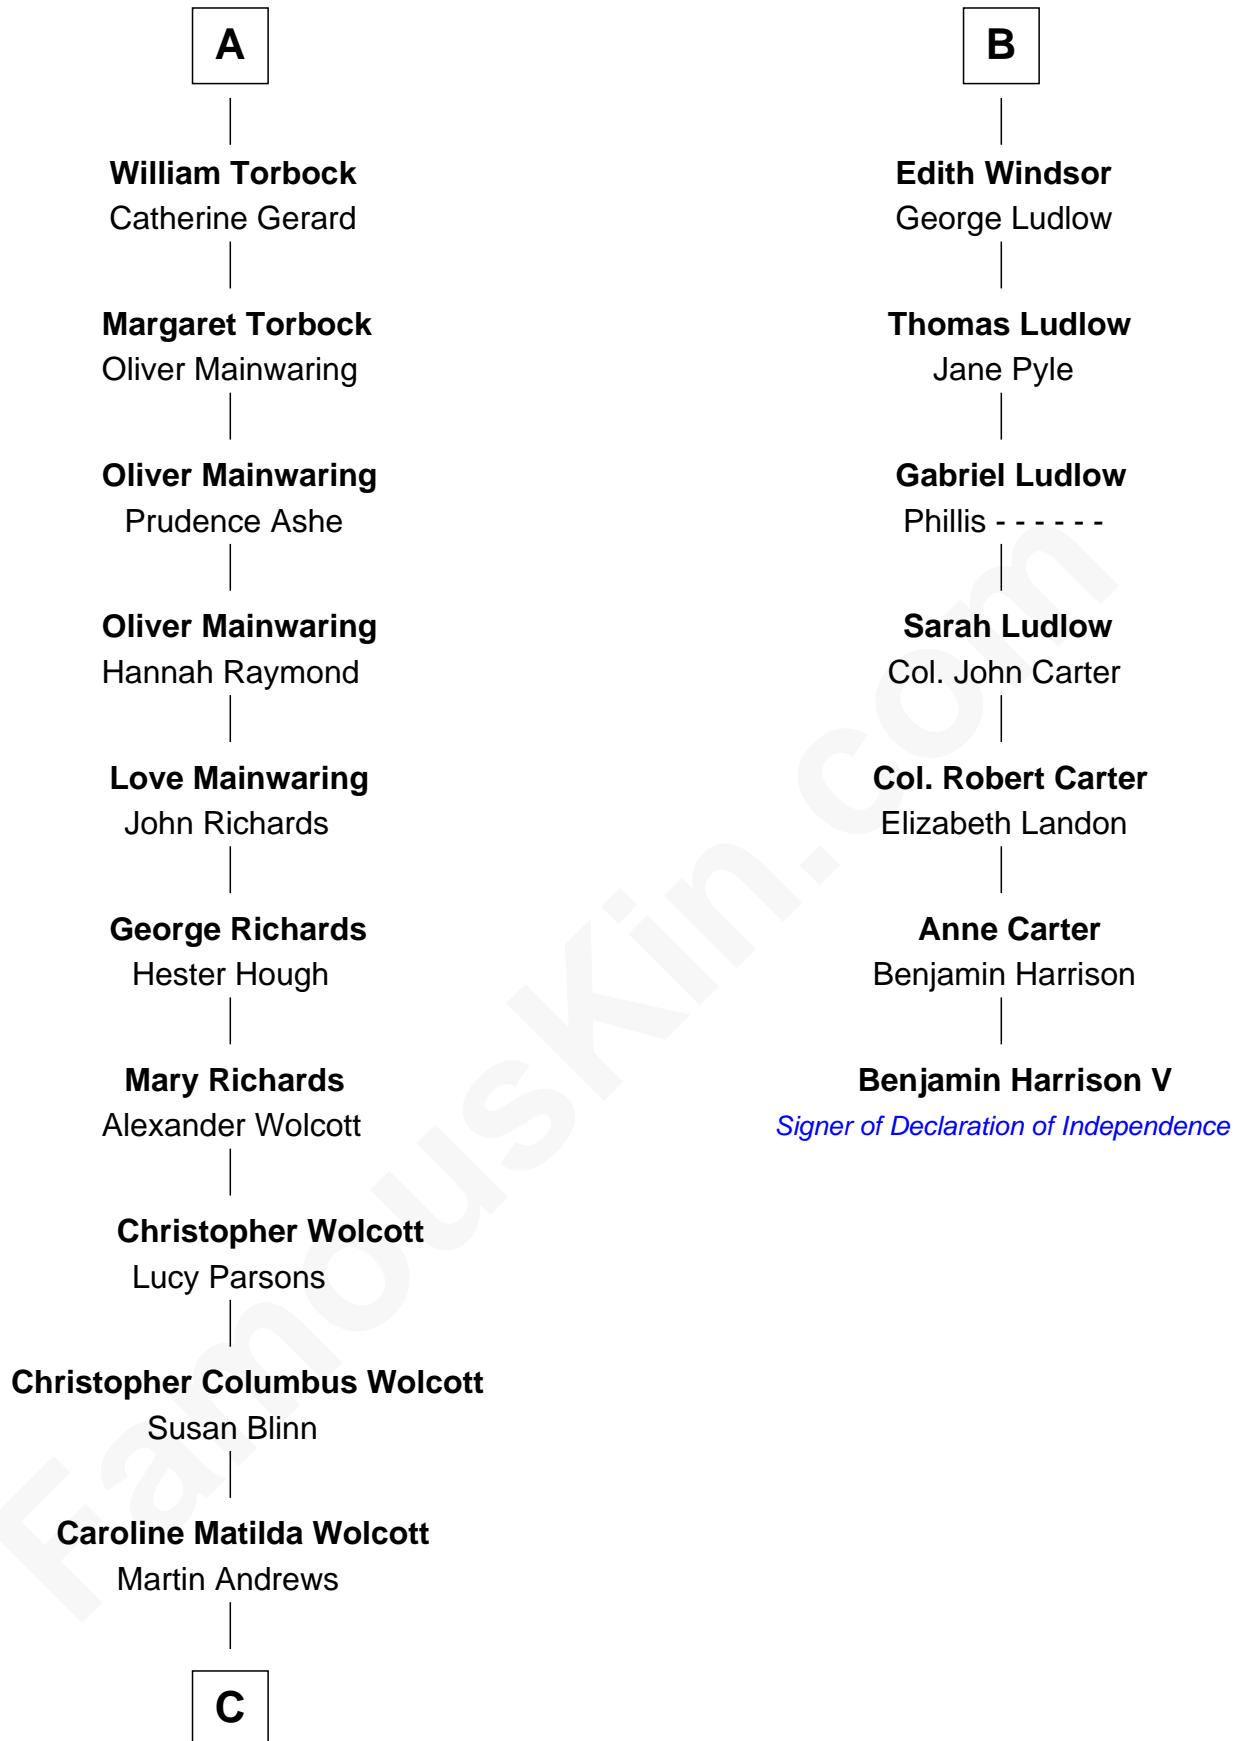 A
William Torbock
Catherine Gerard
Margaret Torbock
Oliver Mainwaring
Oliver Mainwaring
Prudence Ashe
Oliver Mainwaring
Hannah Raymond
Love Mainwaring
John Richards
George Richards
Hester Hough
Mary Richards
Alexander Wolcott
Christopher Wolcott
Lucy Parsons
Christopher Columbus Wolcott
Susan Blinn
Caroline Matilda Wolcott
Martin Andrews
C
B
Edith Windsor
George Ludlow
Thomas Ludlow
Jane Pyle
Gabriel Ludlow
Phillis - - - - - -
Sarah Ludlow
Col. John Carter
Col. Robert Carter
Elizabeth Landon
Anne Carter
Benjamin Harrison
Benjamin Harrison V
Signer of Declaration of Independence
FamousKin.com